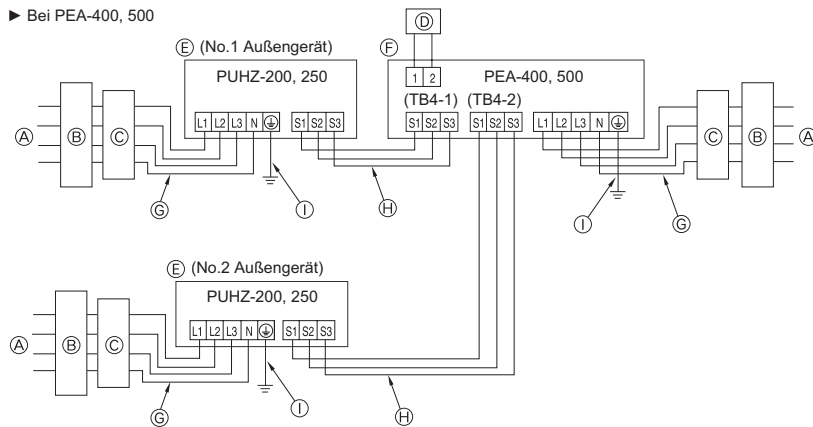 ► Bei PEA-400, 500
Ⓓ
Ⓔ (No.1 Außengerät)
Ⓕ
PUHZ-200, 250
1 2
PEA-400, 500
(TB4-1) (TB4-2)
L1 L2 L3 N ⏚ S1 S2 S3
S1 S2 S3 S1 S2 S3 L1 L2 L3 N ⏚
Ⓐ Ⓑ Ⓒ
Ⓒ Ⓑ Ⓐ
Ⓖ Ⓘ Ⓗ Ⓘ Ⓖ
Ⓔ (No.2 Außengerät)
PUHZ-200, 250
L1 L2 L3 N ⏚ S1 S2 S3
Ⓐ Ⓑ Ⓒ
Ⓖ Ⓘ Ⓗ